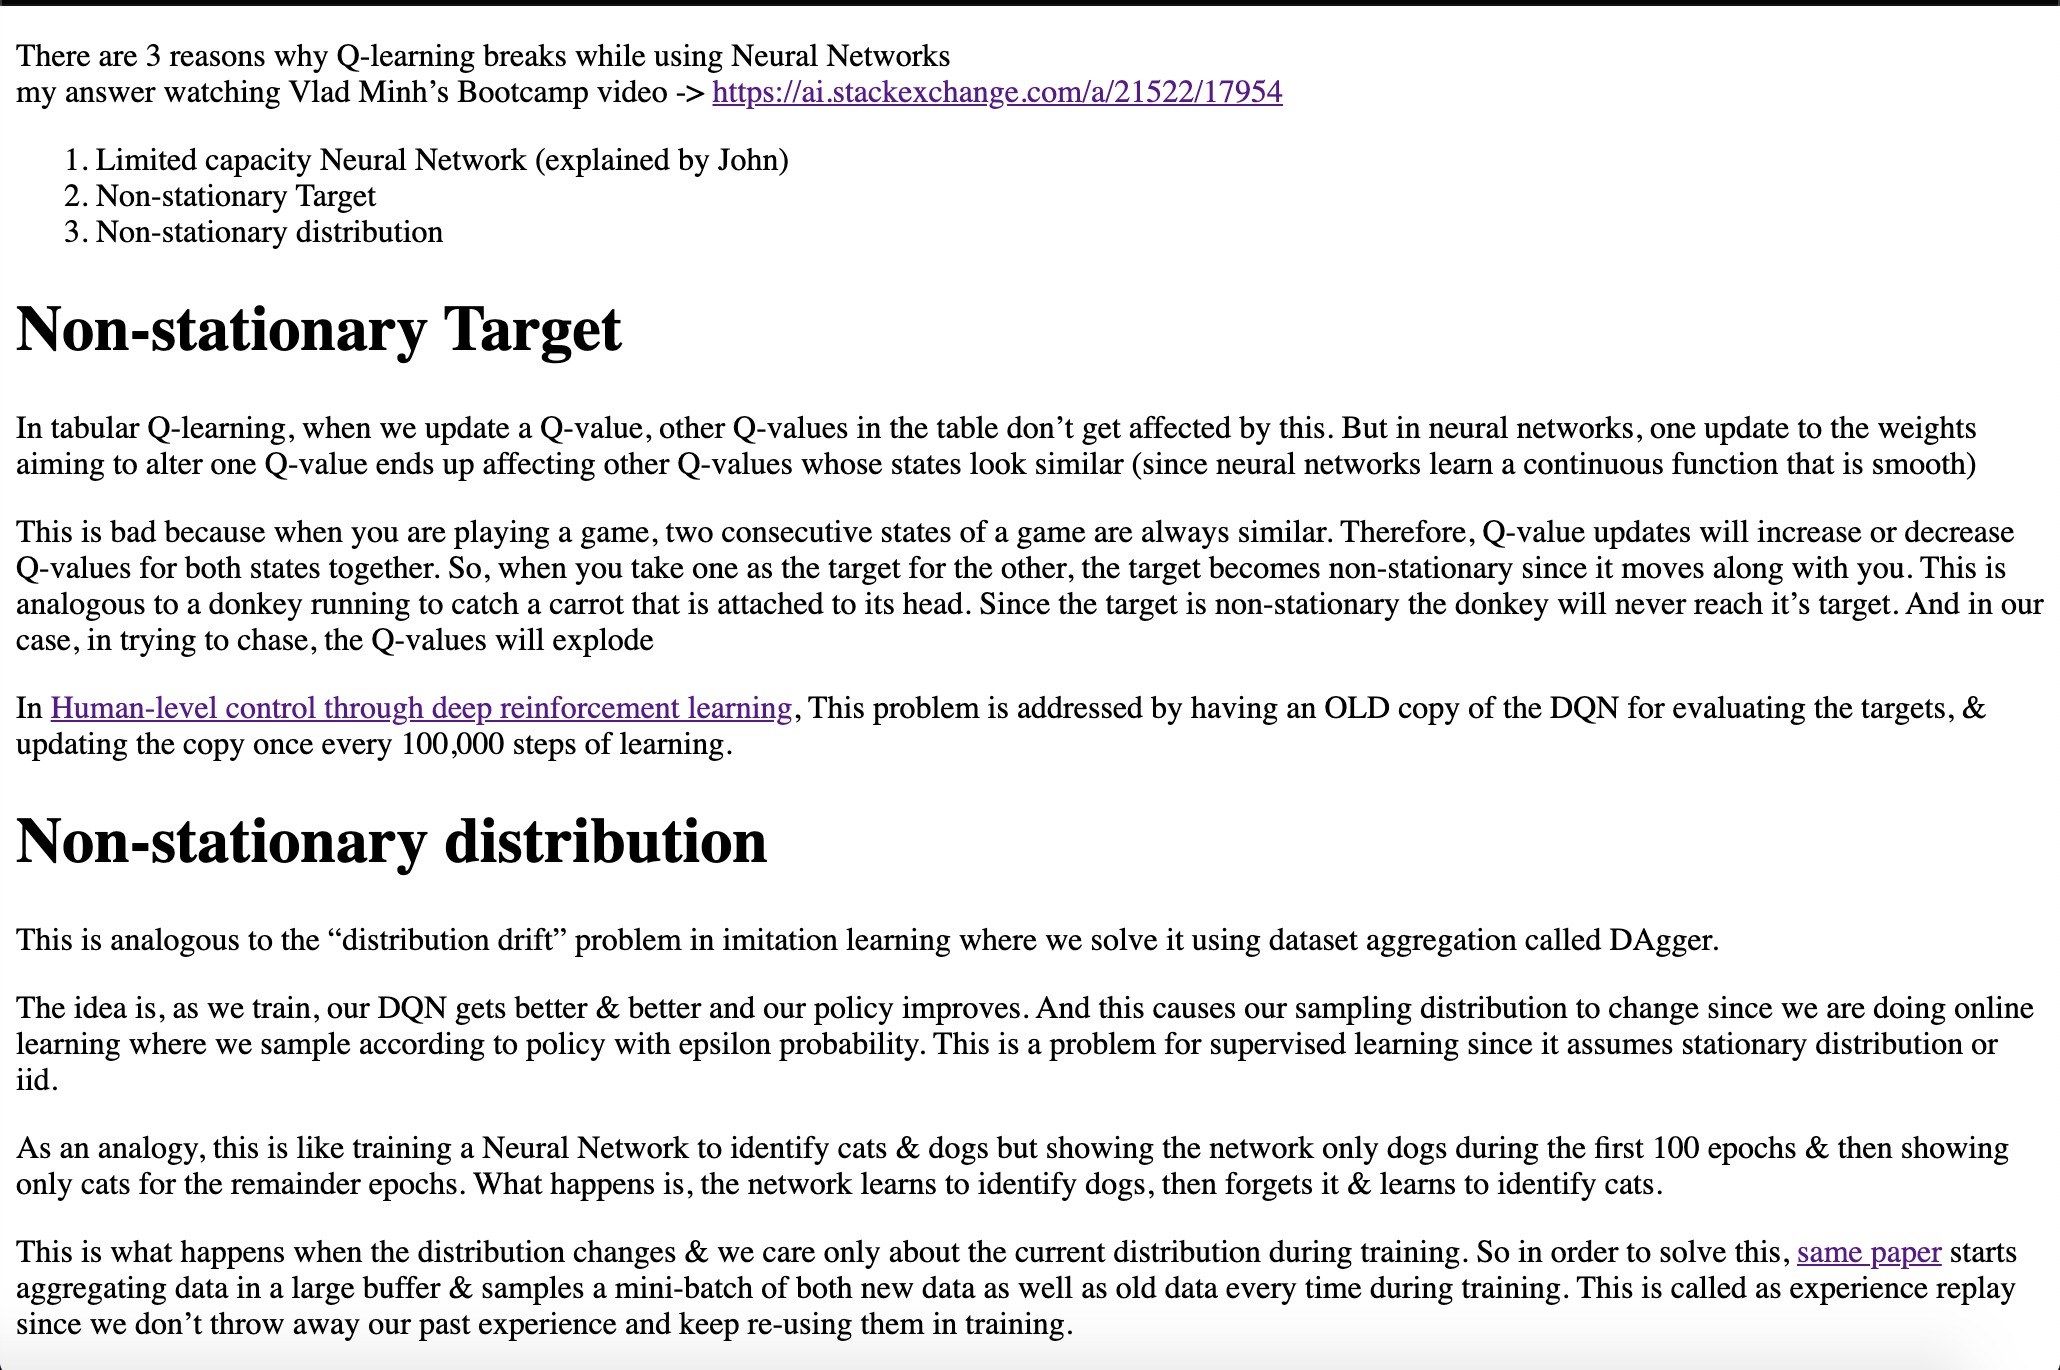 There are 3 reasons why Q-learning breaks while using Neural Networks
my answer watching Vlad Minh’s Bootcamp video -> https://ai.stackexchange.com/a/21522/17954
1. Limited capacity Neural Network (explained by John)
2. Non-stationary Target
3. Non-stationary distribution
Non-stationary Target
In tabular Q-learning, when we update a Q-value, other Q-values in the table don’t get affected by this. But in neural networks, one update to the weights
aiming to alter one Q-value ends up affecting other Q-values whose states look similar (since neural networks learn a continuous function that is smooth)
This is bad because when you are playing a game, two consecutive states of a game are always similar. Therefore, Q-value updates will increase or decrease
Q-values for both states together. So, when you take one as the target for the other, the target becomes non-stationary since it moves along with you. This is
analogous to a donkey running to catch a carrot that is attached to its head. Since the target is non-stationary the donkey will never reach it’s target. And in our
case, in trying to chase, the Q-values will explode
In Human-level control through deep reinforcement learning, This problem is addressed by having an OLD copy of the DQN for evaluating the targets, &
updating the copy once every 100,000 steps of learning.
Non-stationary distribution
This is analogous to the “distribution drift” problem in imitation learning where we solve it using dataset aggregation called DAgger.
The idea is, as we train, our DQN gets better & better and our policy improves. And this causes our sampling distribution to change since we are doing online
learning where we sample according to policy with epsilon probability. This is a problem for supervised learning since it assumes stationary distribution or
iid.
As an analogy, this is like training a Neural Network to identify cats & dogs but showing the network only dogs during the first 100 epochs & then showing
only cats for the remainder epochs. What happens is, the network learns to identify dogs, then forgets it & learns to identify cats.
This is what happens when the distribution changes & we care only about the current distribution during training. So in order to solve this, same paper starts
aggregating data in a large buffer & samples a mini-batch of both new data as well as old data every time during training. This is called as experience replay
since we don’t throw away our past experience and keep re-using them in training.